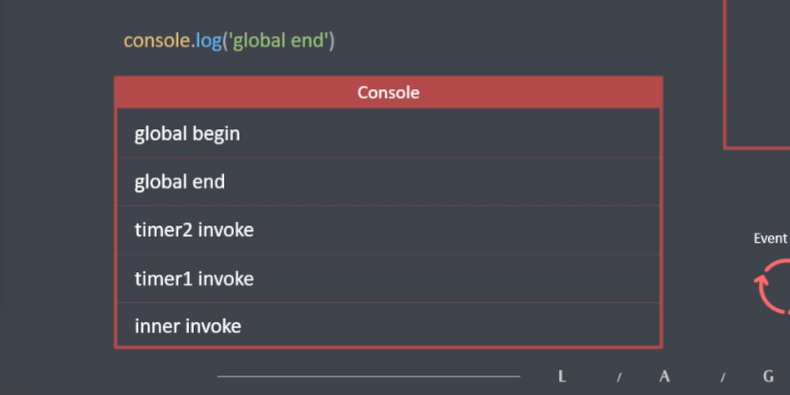 console.log('global end')
Console
global begin
global end
timer2 invoke
timer1 invoke
inner invoke
Event
L / A / G